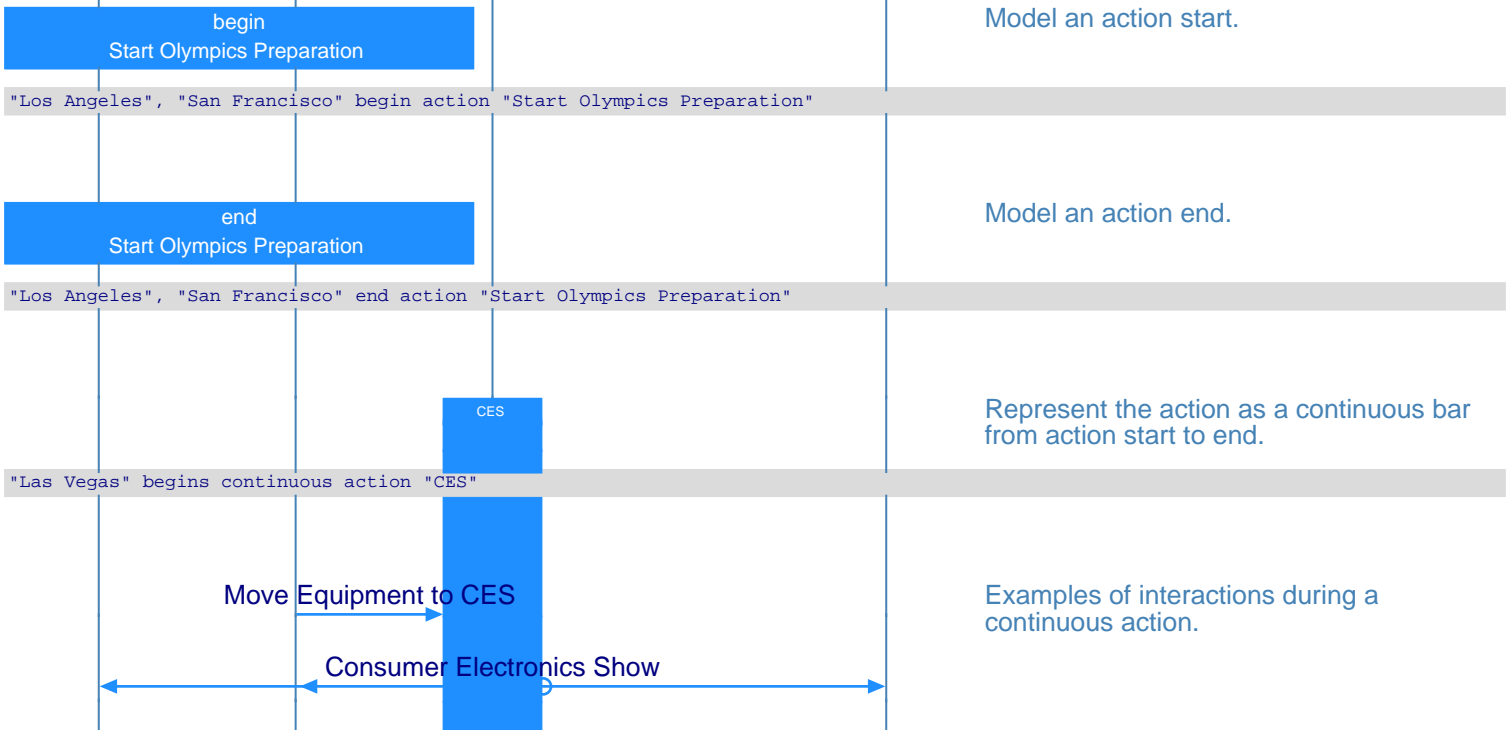 begin
Start Olympics Preparation
Model an action start.
"Los Angeles", "San Francisco" begin action "Start Olympics Preparation"
end
Start Olympics Preparation
Model an action end.
"Los Angeles", "San Francisco" end action "Start Olympics Preparation"
CES
Represent the action as a continuous bar
from action start to end.
"Las Vegas" begins continuous action "CES"
Move Equipment to CES
Examples of interactions during a
continuous action.
Consumer Electronics Show